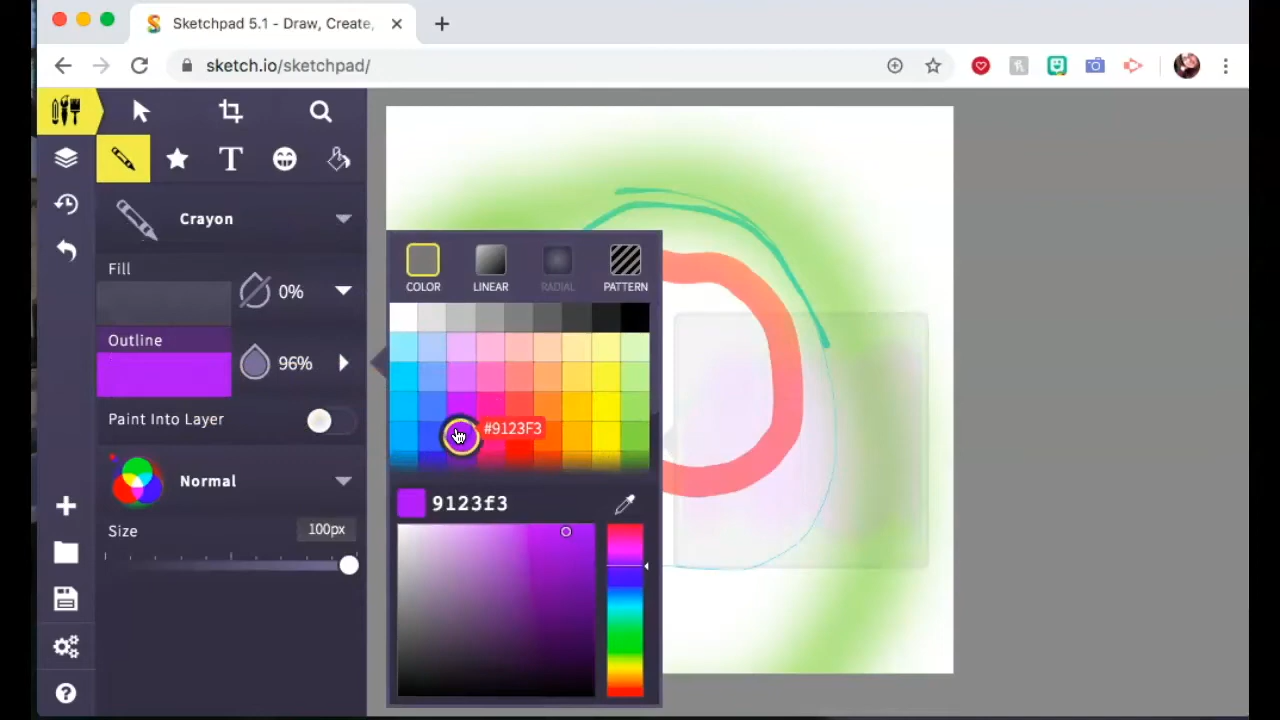 Sketchpad 5.1 - Draw, Create,
sketch.io/sketchpad/
Crayon
Fill
0%
Outline
96%
Paint Into Layer
Normal
Size
100px
COLOR
LINEAR
RADIAL
PATTERN
#9123F3
9123f3